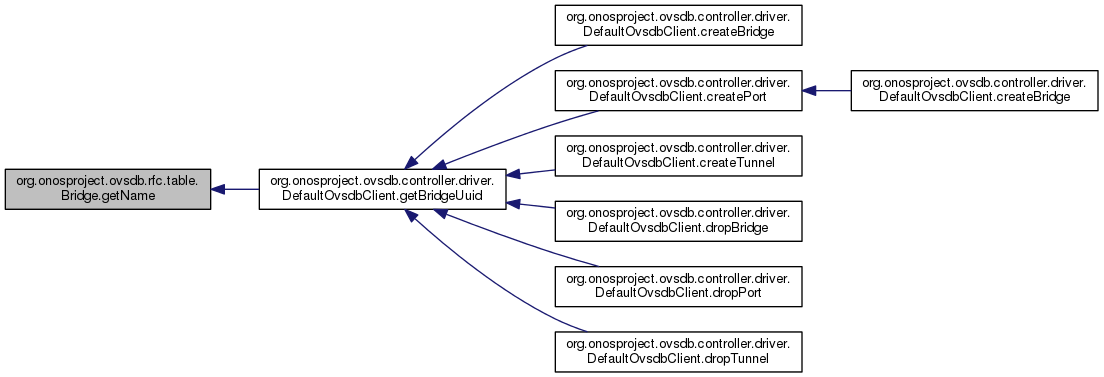 org.onosproject.ovsdb.rfc.table.
Bridge.getName
org.onosproject.ovsdb.controller.driver.
DefaultOvsdbClient.getBridgeUuid
org.onosproject.ovsdb.controller.driver.
DefaultOvsdbClient.createBridge
org.onosproject.ovsdb.controller.driver.
DefaultOvsdbClient.createPort
org.onosproject.ovsdb.controller.driver.
DefaultOvsdbClient.createBridge
org.onosproject.ovsdb.controller.driver.
DefaultOvsdbClient.createTunnel
org.onosproject.ovsdb.controller.driver.
DefaultOvsdbClient.dropBridge
org.onosproject.ovsdb.controller.driver.
DefaultOvsdbClient.dropPort
org.onosproject.ovsdb.controller.driver.
DefaultOvsdbClient.dropTunnel